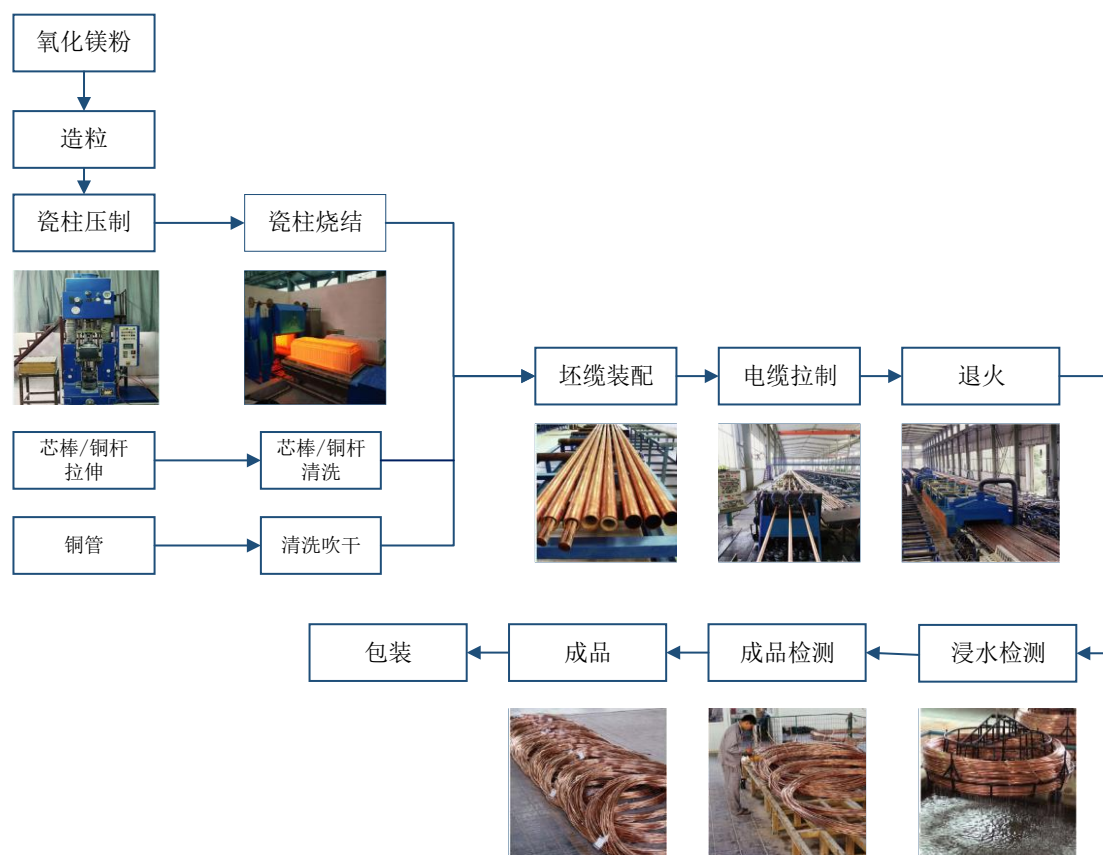 氧化镁粉
造粒
瓷柱压制
瓷柱烧结
芯棒/铜杆
拉伸
芯棒/铜杆
清洗
铜管
清洗吹干
坯缆装配
电缆拉制
退火
浸水检测
成品检测
成品
包装